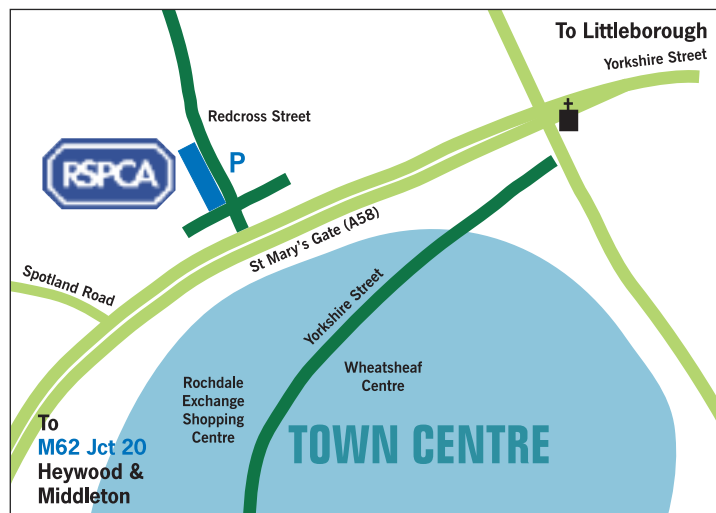 To Littleborough
Yorkshire Street
Redcross Street
P
RSPCA
St Mary's Gate (A58)
Spotland Road
Yorkshire Street
Wheatsheaf
Centre
Rochdale
Exchange
Shopping
Centre
TOWN CENTRE
To
M62 Jct 20
Heywood &
Middleton